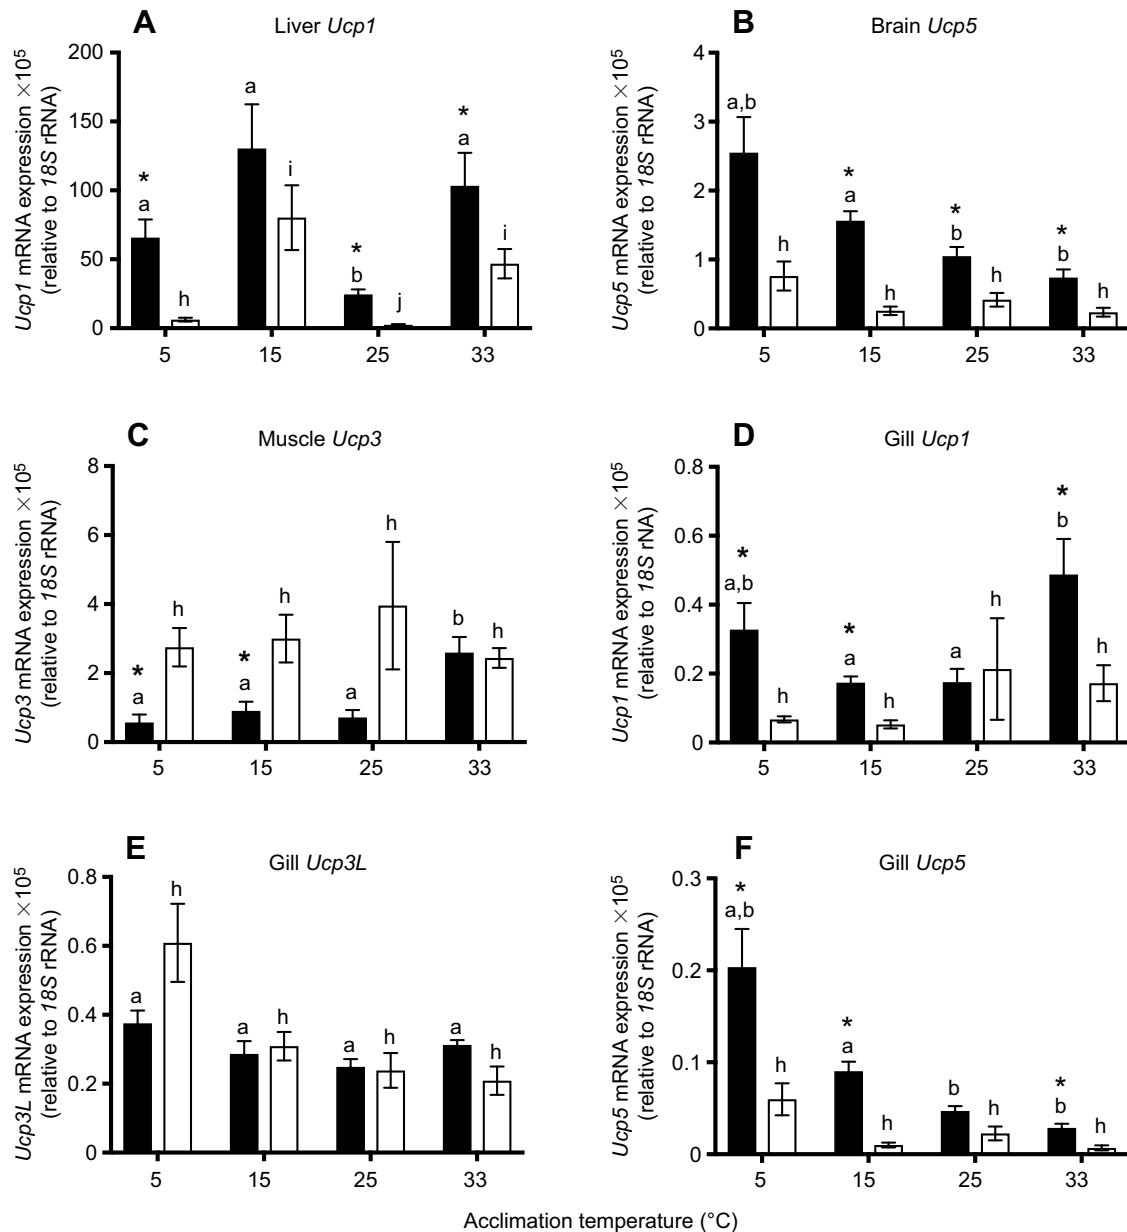 A
Liver Ucp1
Ucp1 mRNA expression ×10⁵
(relative to 18S rRNA)
200
150
100
50
0
*
a
h
a
i
*
b
j
*
a
i
5
15
25
33
B
Brain Ucp5
Ucp5 mRNA expression ×10⁵
(relative to 18S rRNA)
4
3
2
1
0
a,b
h
*
a
h
*
b
h
*
b
h
5
15
25
33
C
Muscle Ucp3
Ucp3 mRNA expression ×10⁵
(relative to 18S rRNA)
8
6
4
2
0
*
a
h
*
a
h
a
h
b
h
5
15
25
33
D
Gill Ucp1
Ucp1 mRNA expression ×10⁵
(relative to 18S rNA)
0.8
0.6
0.4
0.2
0
*
a,b
h
*
a
h
a
h
*
b
h
5
15
25
33
E
Gill Ucp3L
Ucp3L mRNA expression ×10⁵
(relative to 18S rRNA)
0.8
0.6
0.4
0.2
0
a
h
a
h
a
h
a
h
5
15
25
33
F
Gill Ucp5
Ucp5 mRNA expression ×10⁵
(relative to 18S rRNA)
0.3
0.2
0.1
0
*
a,b
h
*
a
h
b
h
*
b
h
5
15
25
33
Acclimation temperature (°C)